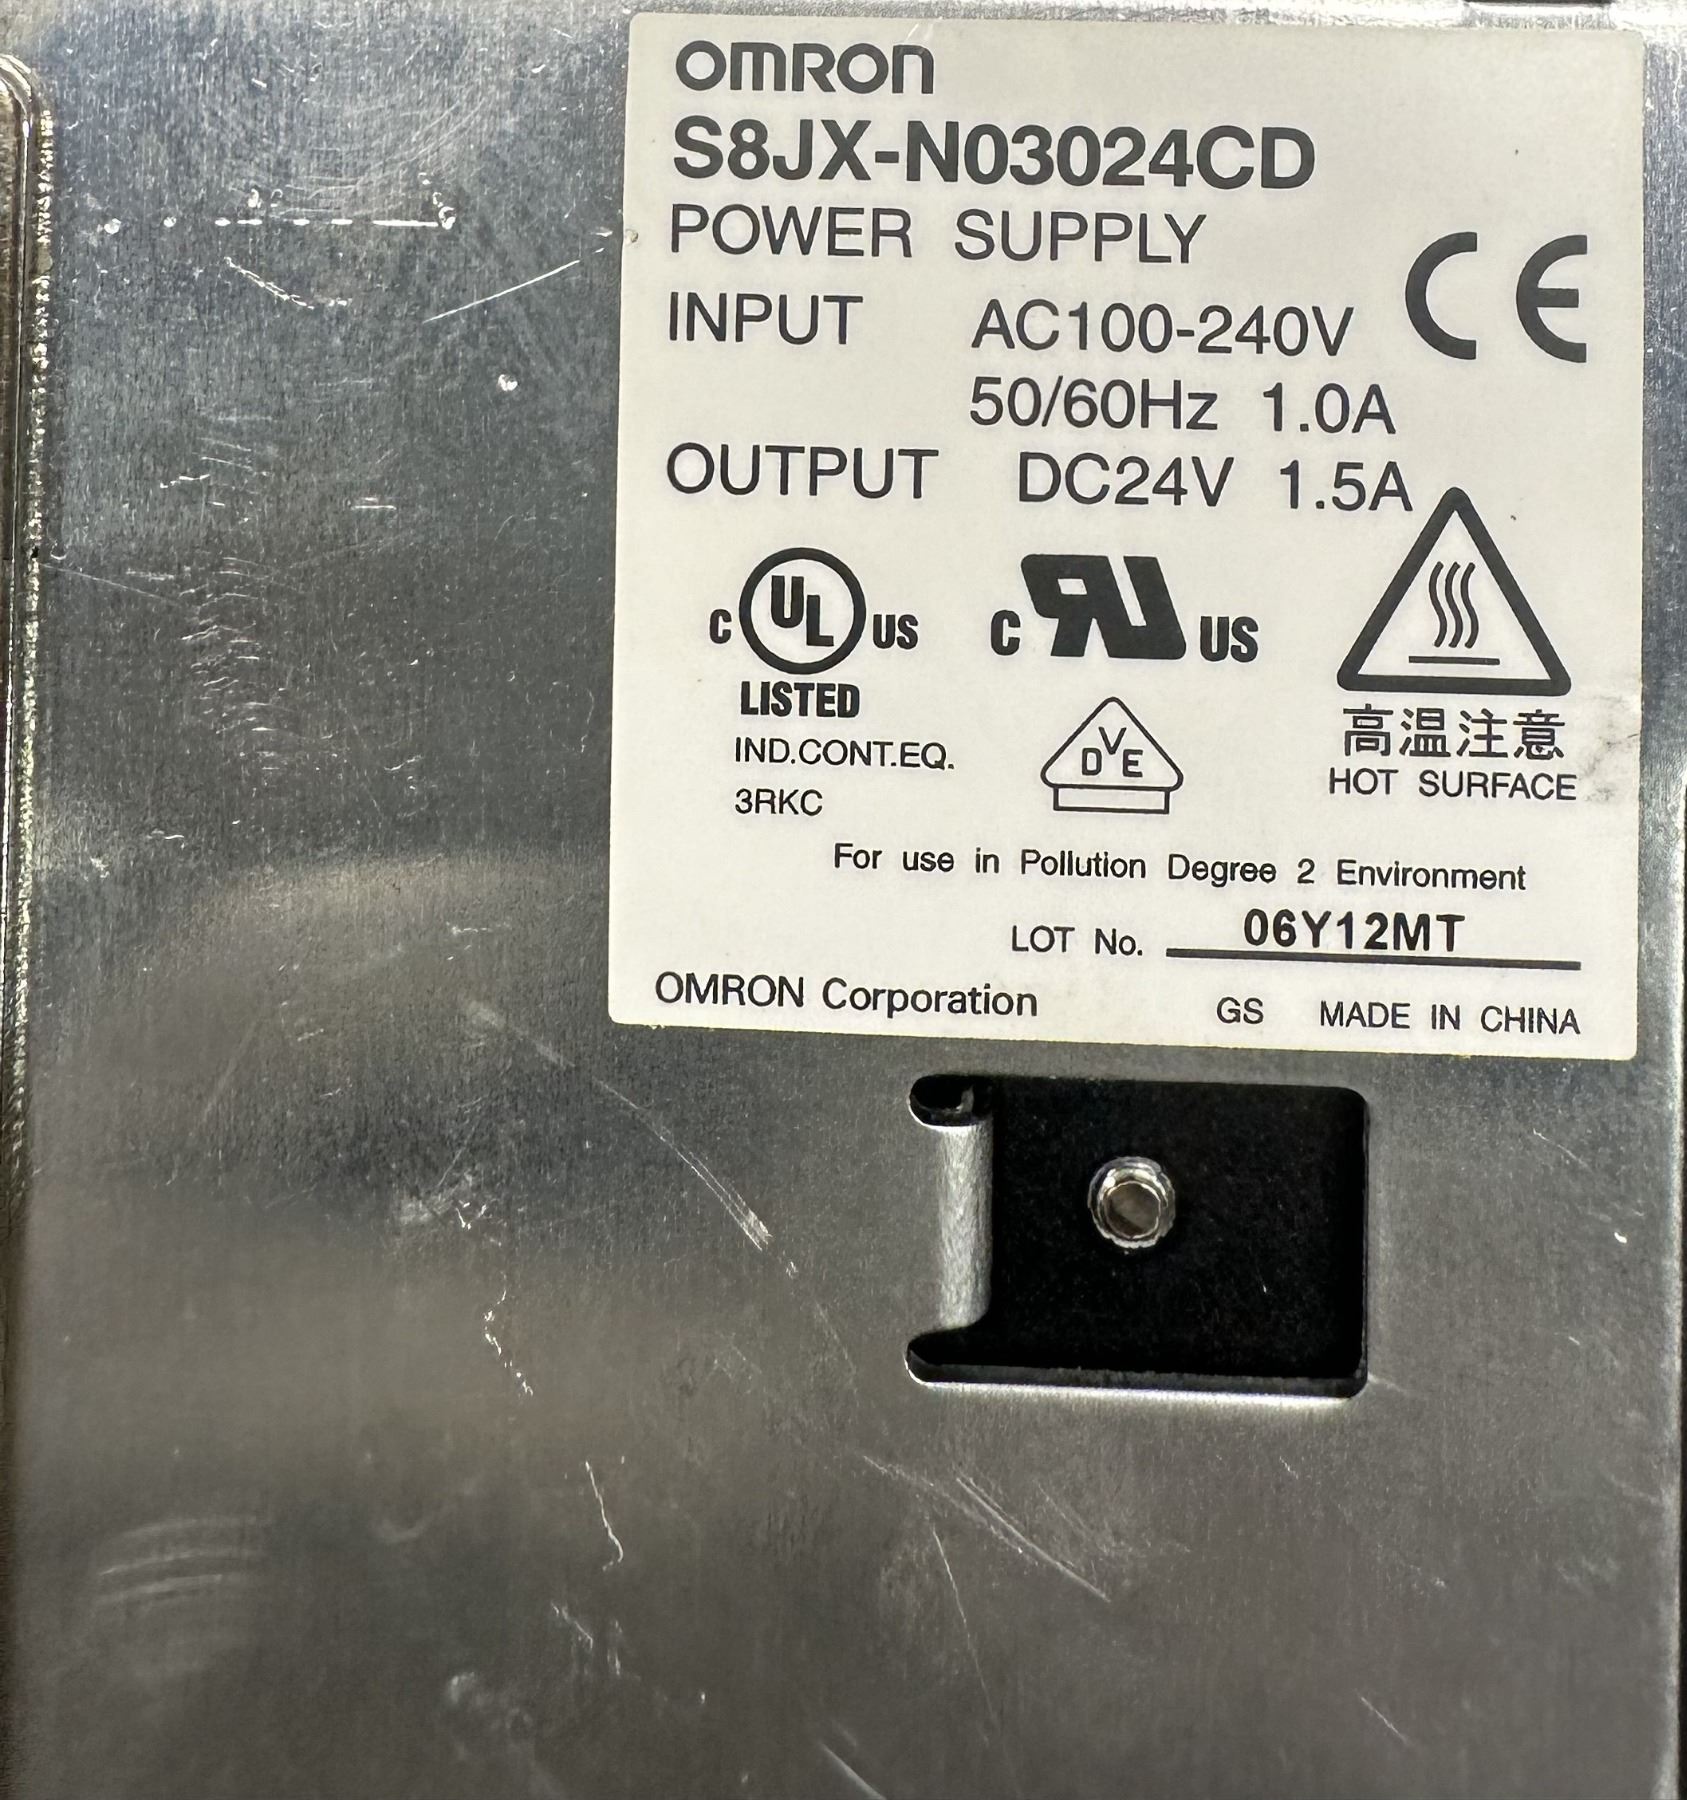 OMRON
S8JX-N03024CD
POWER SUPPLY
INPUT AC100-240V
50/60Hz 1.0A
CE
OUTPUT DC24V 1.5A
C UL US
LISTED
IND.CONT.EQ.
3RKC
C RU US
DVE
高温注意
HOT SURFACE
For use in Pollution Degree 2 Environment
LOT No. 06Y12MT
OMRON Corporation GS MADE IN CHINA